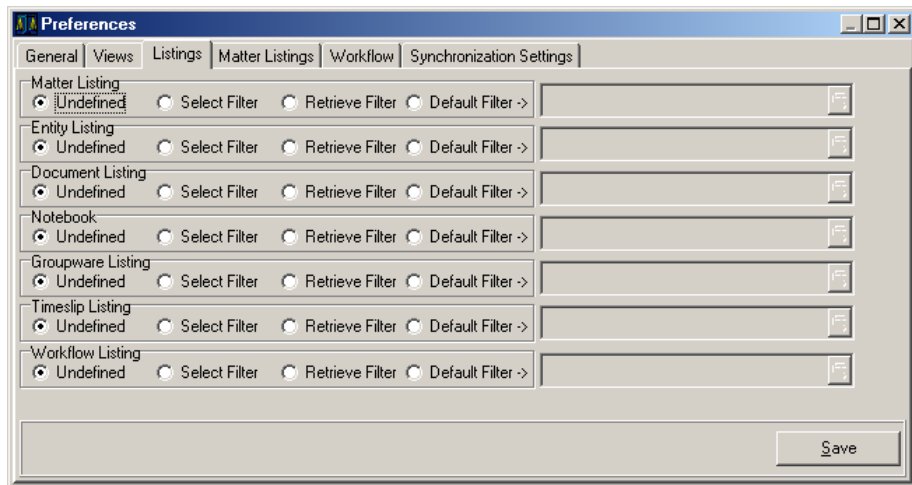 Preferences
General Views Listings Matter Listings Workflow Synchronization Settings
Matter Listing
Undefined Select Filter Retrieve Filter Default Filter ->
Entity Listing
Undefined Select Filter Retrieve Filter Default Filter ->
Document Listing
Undefined Select Filter Retrieve Filter Default Filter ->
Notebook
Undefined Select Filter Retrieve Filter Default Filter ->
Groupware Listing
Undefined Select Filter Retrieve Filter Default Filter ->
Timeslip Listing
Undefined Select Filter Retrieve Filter Default Filter ->
Workflow Listing
Undefined Select Filter Retrieve Filter Default Filter ->
Save